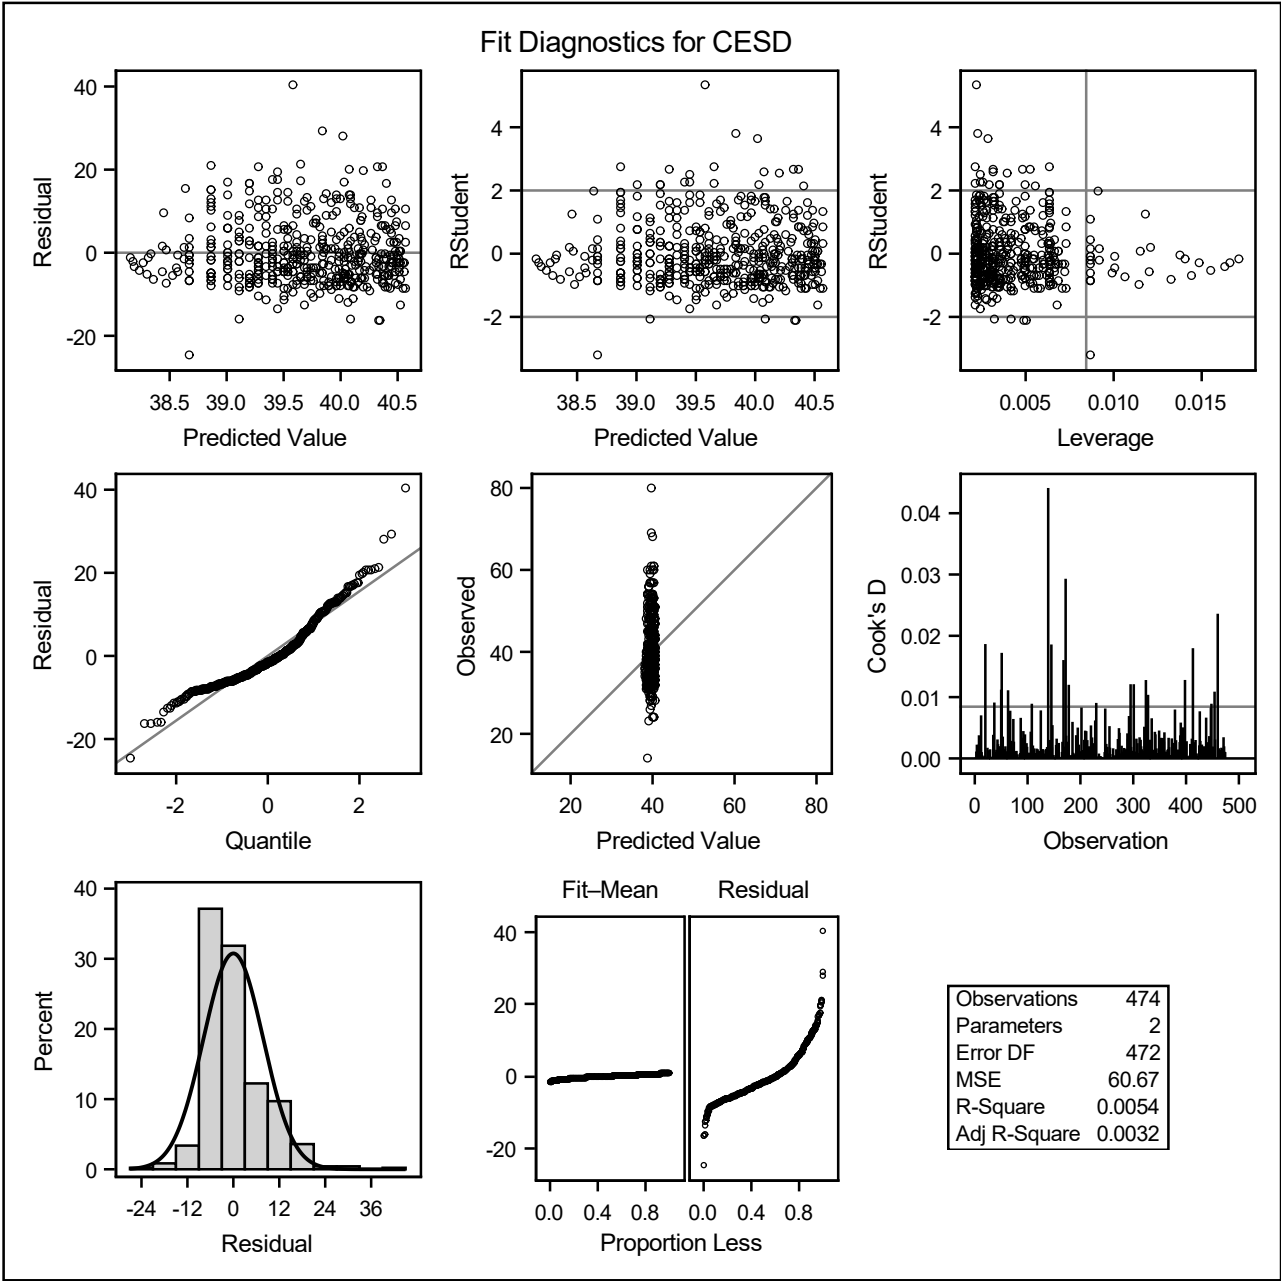 Fit Diagnostics for CESD
40
20
0
-20
Residual
38.5 39.0 39.5 40.0 40.5
Predicted Value
4
2
0
-2
RStudent
38.5 39.0 39.5 40.0 40.5
Predicted Value
4
2
0
-2
RStudent
0.005 0.010 0.015
Leverage
40
20
0
-20
Residual
-2 0 2
Quantile
80
60
40
20
Observed
20 40 60 80
Predicted Value
0.04
0.03
0.02
0.01
0.00
Cook's D
0 100 200 300 400 500
Observation
40
30
20
10
0
Percent
-24 -12 0 12 24 36
Residual
Fit–Mean Residual
40
20
0
-20
0.0 0.4 0.8 0.0 0.4 0.8
Proportion Less
Observations 474
Parameters 2
Error DF 472
MSE 60.67
R-Square 0.0054
Adj R-Square 0.0032